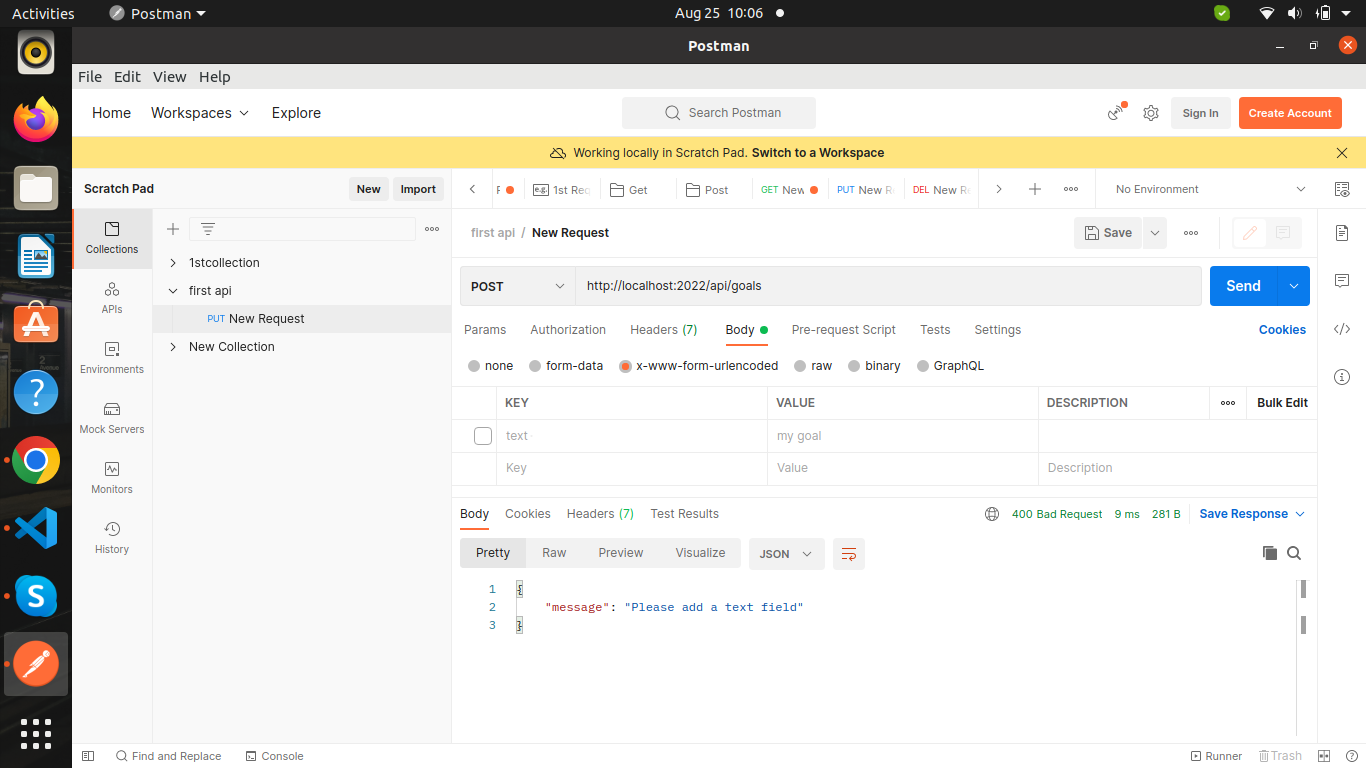 Activities Postman Aug 25 10:06
Postman
File Edit View Help
Home Workspaces Explore Search Postman Sign In Create Account
Working locally in Scratch Pad. Switch to a Workspace
Scratch Pad New Import e.g. 1st Req Get Post GET New PUT New R DEL New R No Environment
first api / New Request Save
Collections
1stcollection
first api
PUT New Request
New Collection
APIs
Environments
Mock Servers
Monitors
History
POST http://localhost:2022/api/goals Send
Params Authorization Headers (7) Body Pre-request Script Tests Settings Cookies
none form-data x-www-form-urlencoded raw binary GraphQL
KEY VALUE DESCRIPTION Bulk Edit
text my goal
Key Value Description
Body Cookies Headers (7) Test Results 400 Bad Request 9 ms 281 B Save Response
Pretty Raw Preview Visualize JSON
1 {
2 "message": "Please add a text field"
3 }
Find and Replace Console Runner Trash